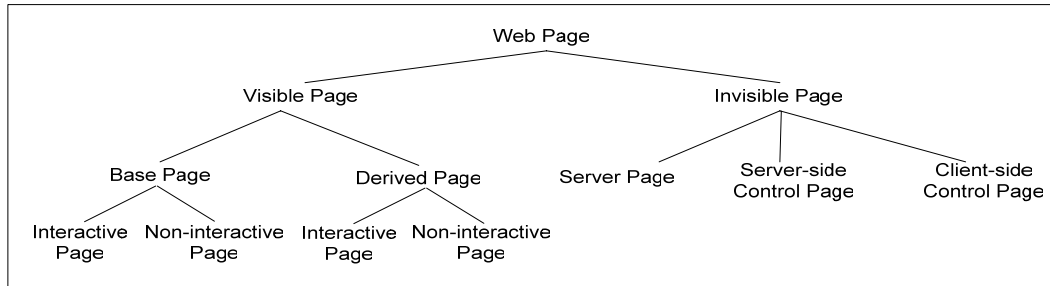 Web Page
Visible Page
Invisible Page
Base Page
Derived Page
Server Page
Server-side
Control Page
Client-side
Control Page
Interactive
Page
Non-interactive
Page
Interactive
Page
Non-interactive
Page